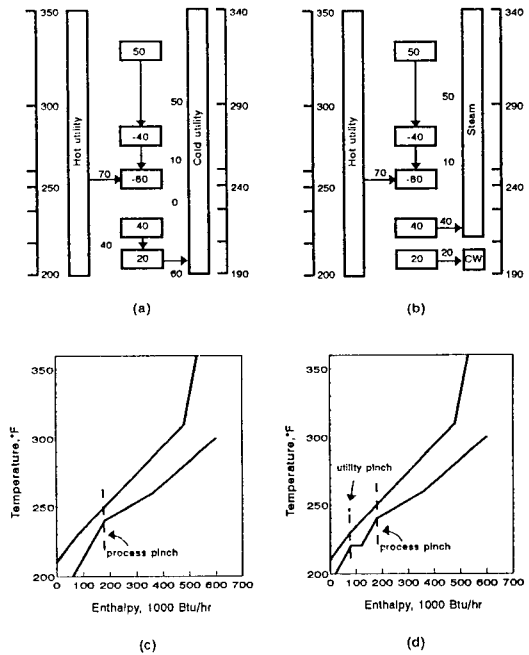 350
300
250
200
Hot utility
50
-40
70
-60
40
40
20
60
50
10
0
Cold utility
340
290
240
190
(a)
350
300
250
200
Hot utility
50
-40
70
-60
40
40
20
20
50
10
Steam
CW
340
290
240
190
(b)
350
300
250
200
Temperature, °F
process pinch
0 100 200 300 400 500 600 700
Enthalpy, 1000 Btu/hr
(c)
350
300
250
200
Temperature, °F
utility pinch
process pinch
0 100 200 300 400 500 600 700
Enthalpy, 1000 Btu/hr
(d)